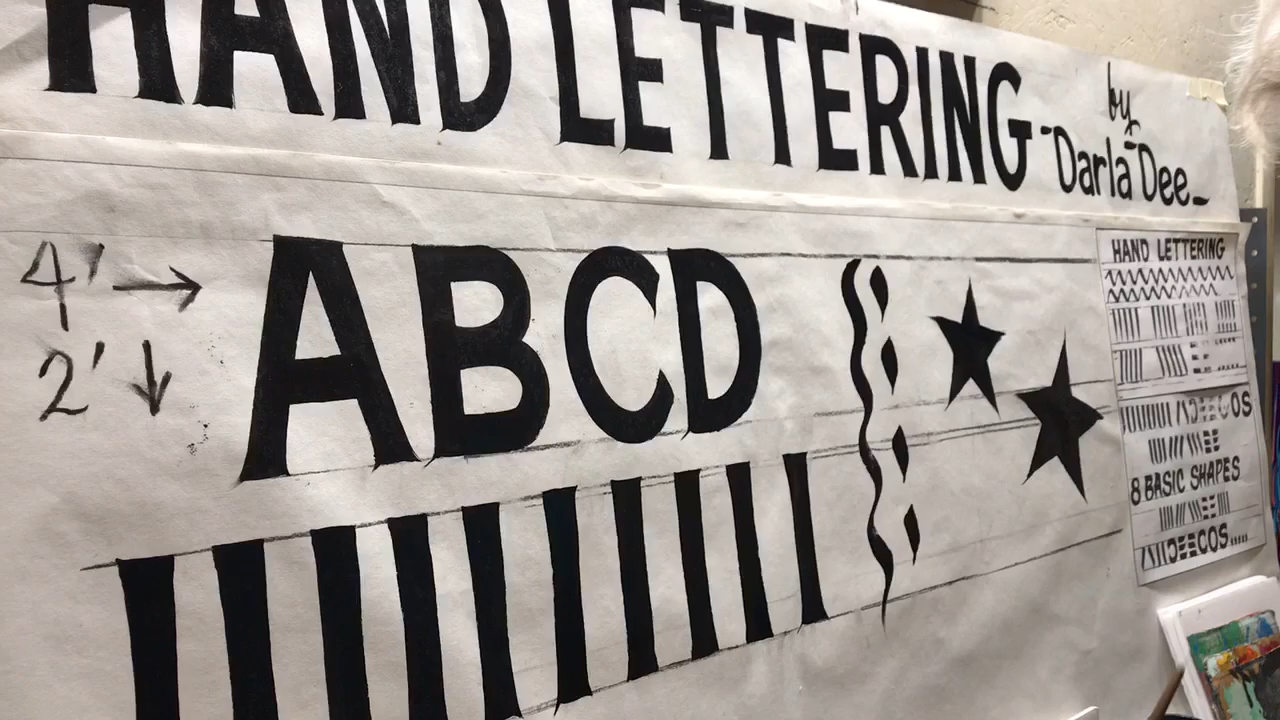 HAND LETTERING
by
-Darla Dee-
4' →
2' ↓
ABCD
HAND LETTERING
8 BASIC SHAPES